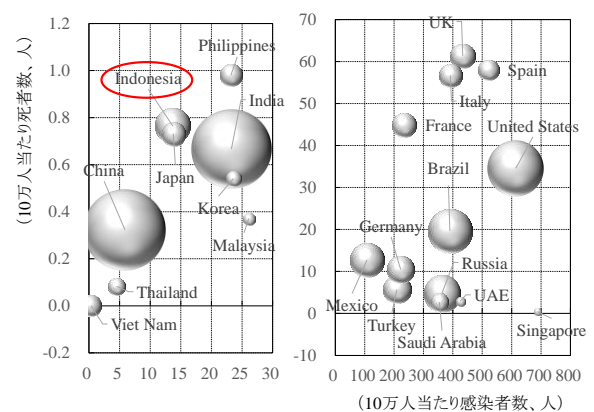 (10万人当たり死者数、人)
1.2
1.0
0.8
0.6
0.4
0.2
0.0
-0.2
0 5 10 15 20 25 30
Philippines
Indonesia
India
Japan
China
Korea
Malaysia
Thailand
Viet Nam
70
60
50
40
30
20
10
0
-10
0 100 200 300 400 500 600 700 800
UK
Spain
Italy
France
United States
Brazil
Germany
Russia
Mexico
UAE
Turkey
Saudi Arabia
Singapore
(10万人当たり感染者数、人)